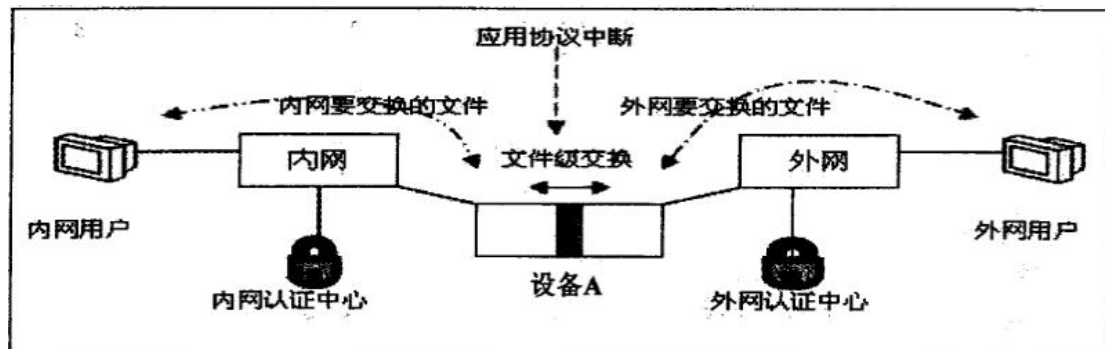 应用协议中断
内网要交换的文件
外网要交换的文件
内网
文件级交换
外网
内网用户
外网用户
设备A
内网认证中心
外网认证中心